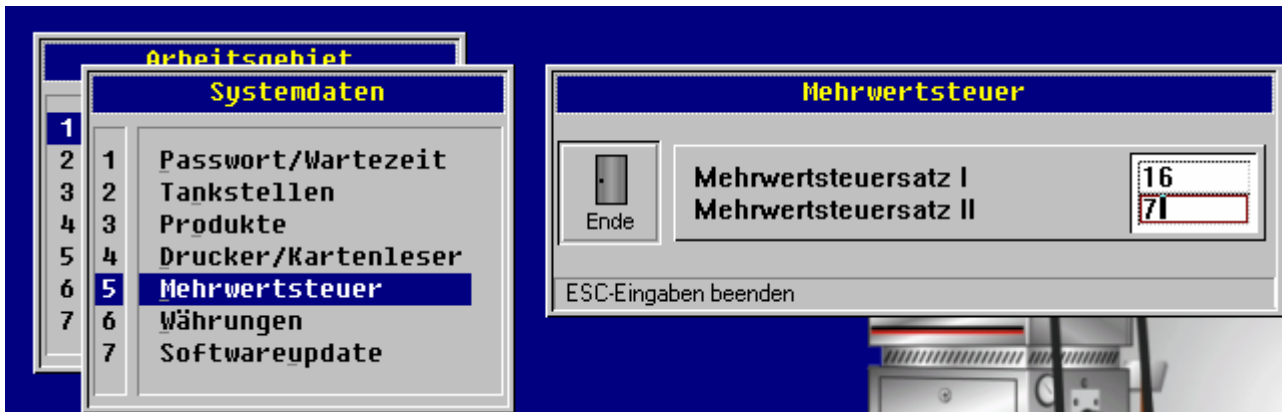 Arbeitsgebiet
1
2
3
4
5
6
7
Systemdaten
1 Passwort/Wartezeit
2 Tankstellen
3 Produkte
4 Drucker/Kartenleser
5 Mehrwertsteuer
6 Währungen
7 Softwareupdate
Mehrwertsteuer
Ende
Mehrwertsteuersatz I 16
Mehrwertsteuersatz II 7
ESC-Eingaben beenden